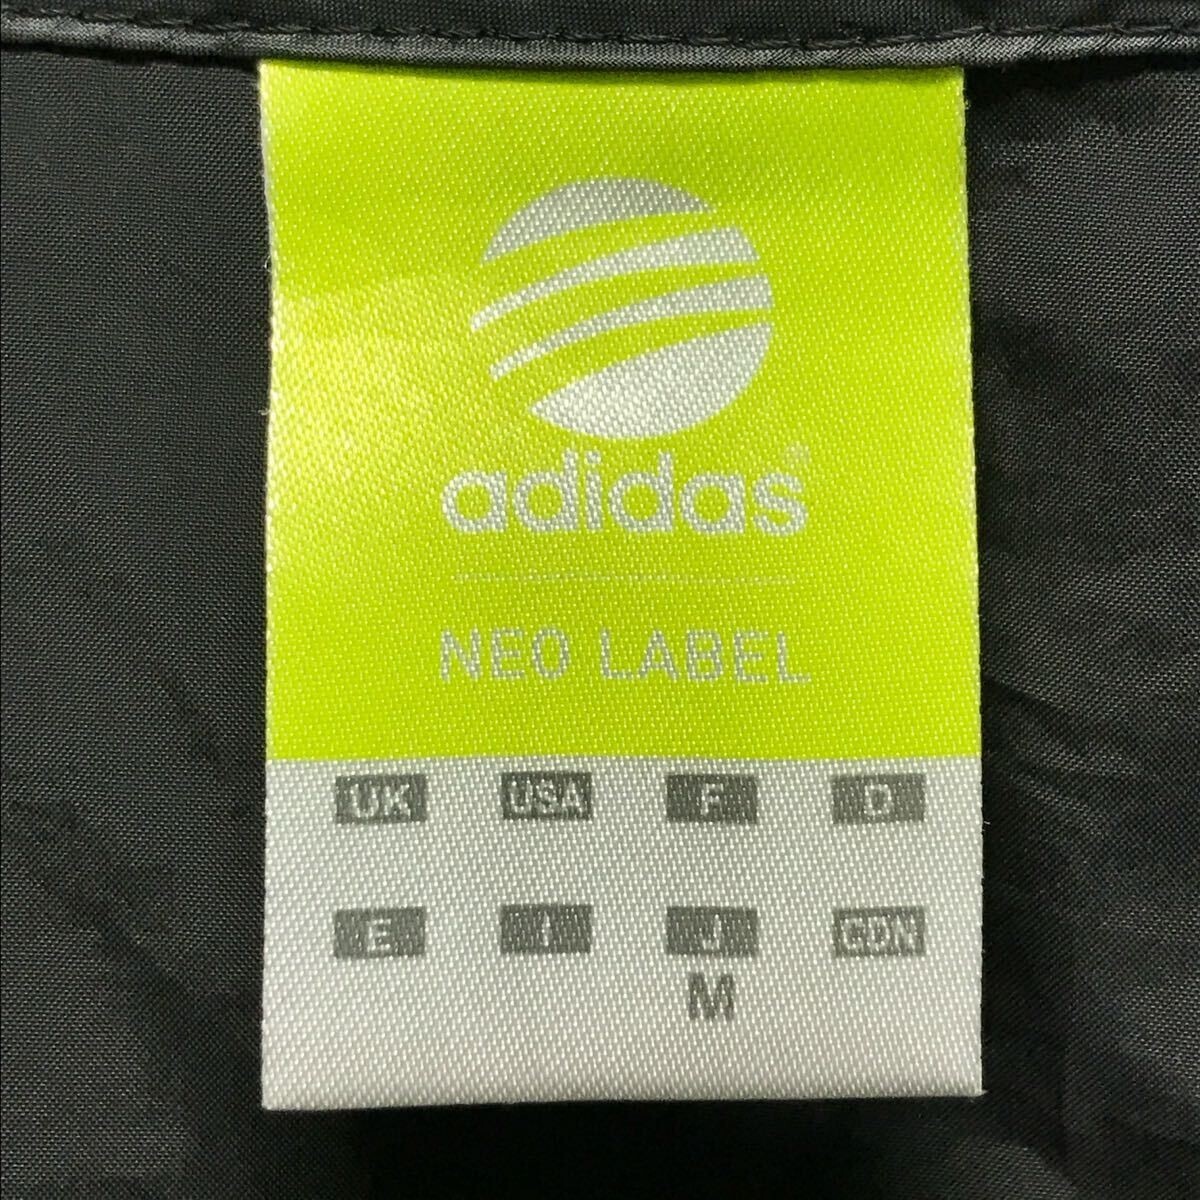 adidas®
NEO LABEL
UK USA F D
E I J CDN
M